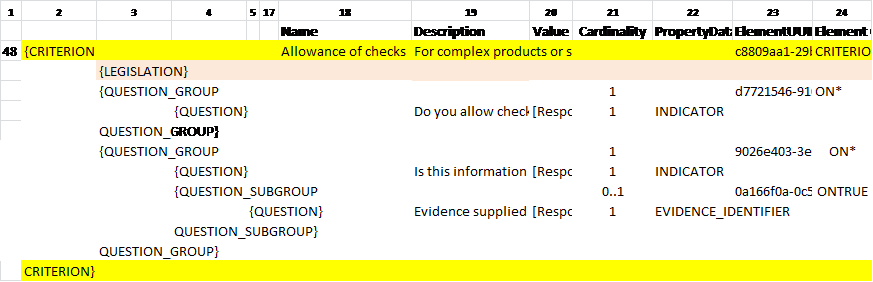 1 2 3 4 5 17 18 19 20 21 22 23 24
Name Description Value Cardinality PropertyDat ElementUUI Element
48 {CRITERION Allowance of checks For complex products or s c8809aa1-29 CRITERIO
{LEGISLATION}
{QUESTION_GROUP 1 d7721546-91 ON*
{QUESTION} Do you allow check [Respo 1 INDICATOR
QUESTION_GROUP}
{QUESTION_GROUP 1 9026e403-3e ON*
{QUESTION} Is this information [Respo 1 INDICATOR
{QUESTION_SUBGROUP 0..1 0a166f0a-0c5 ONTRUE
{QUESTION} Evidence supplied [Respo 1 EVIDENCE_IDENTIFIER
QUESTION_SUBGROUP}
QUESTION_GROUP}
CRITERION}